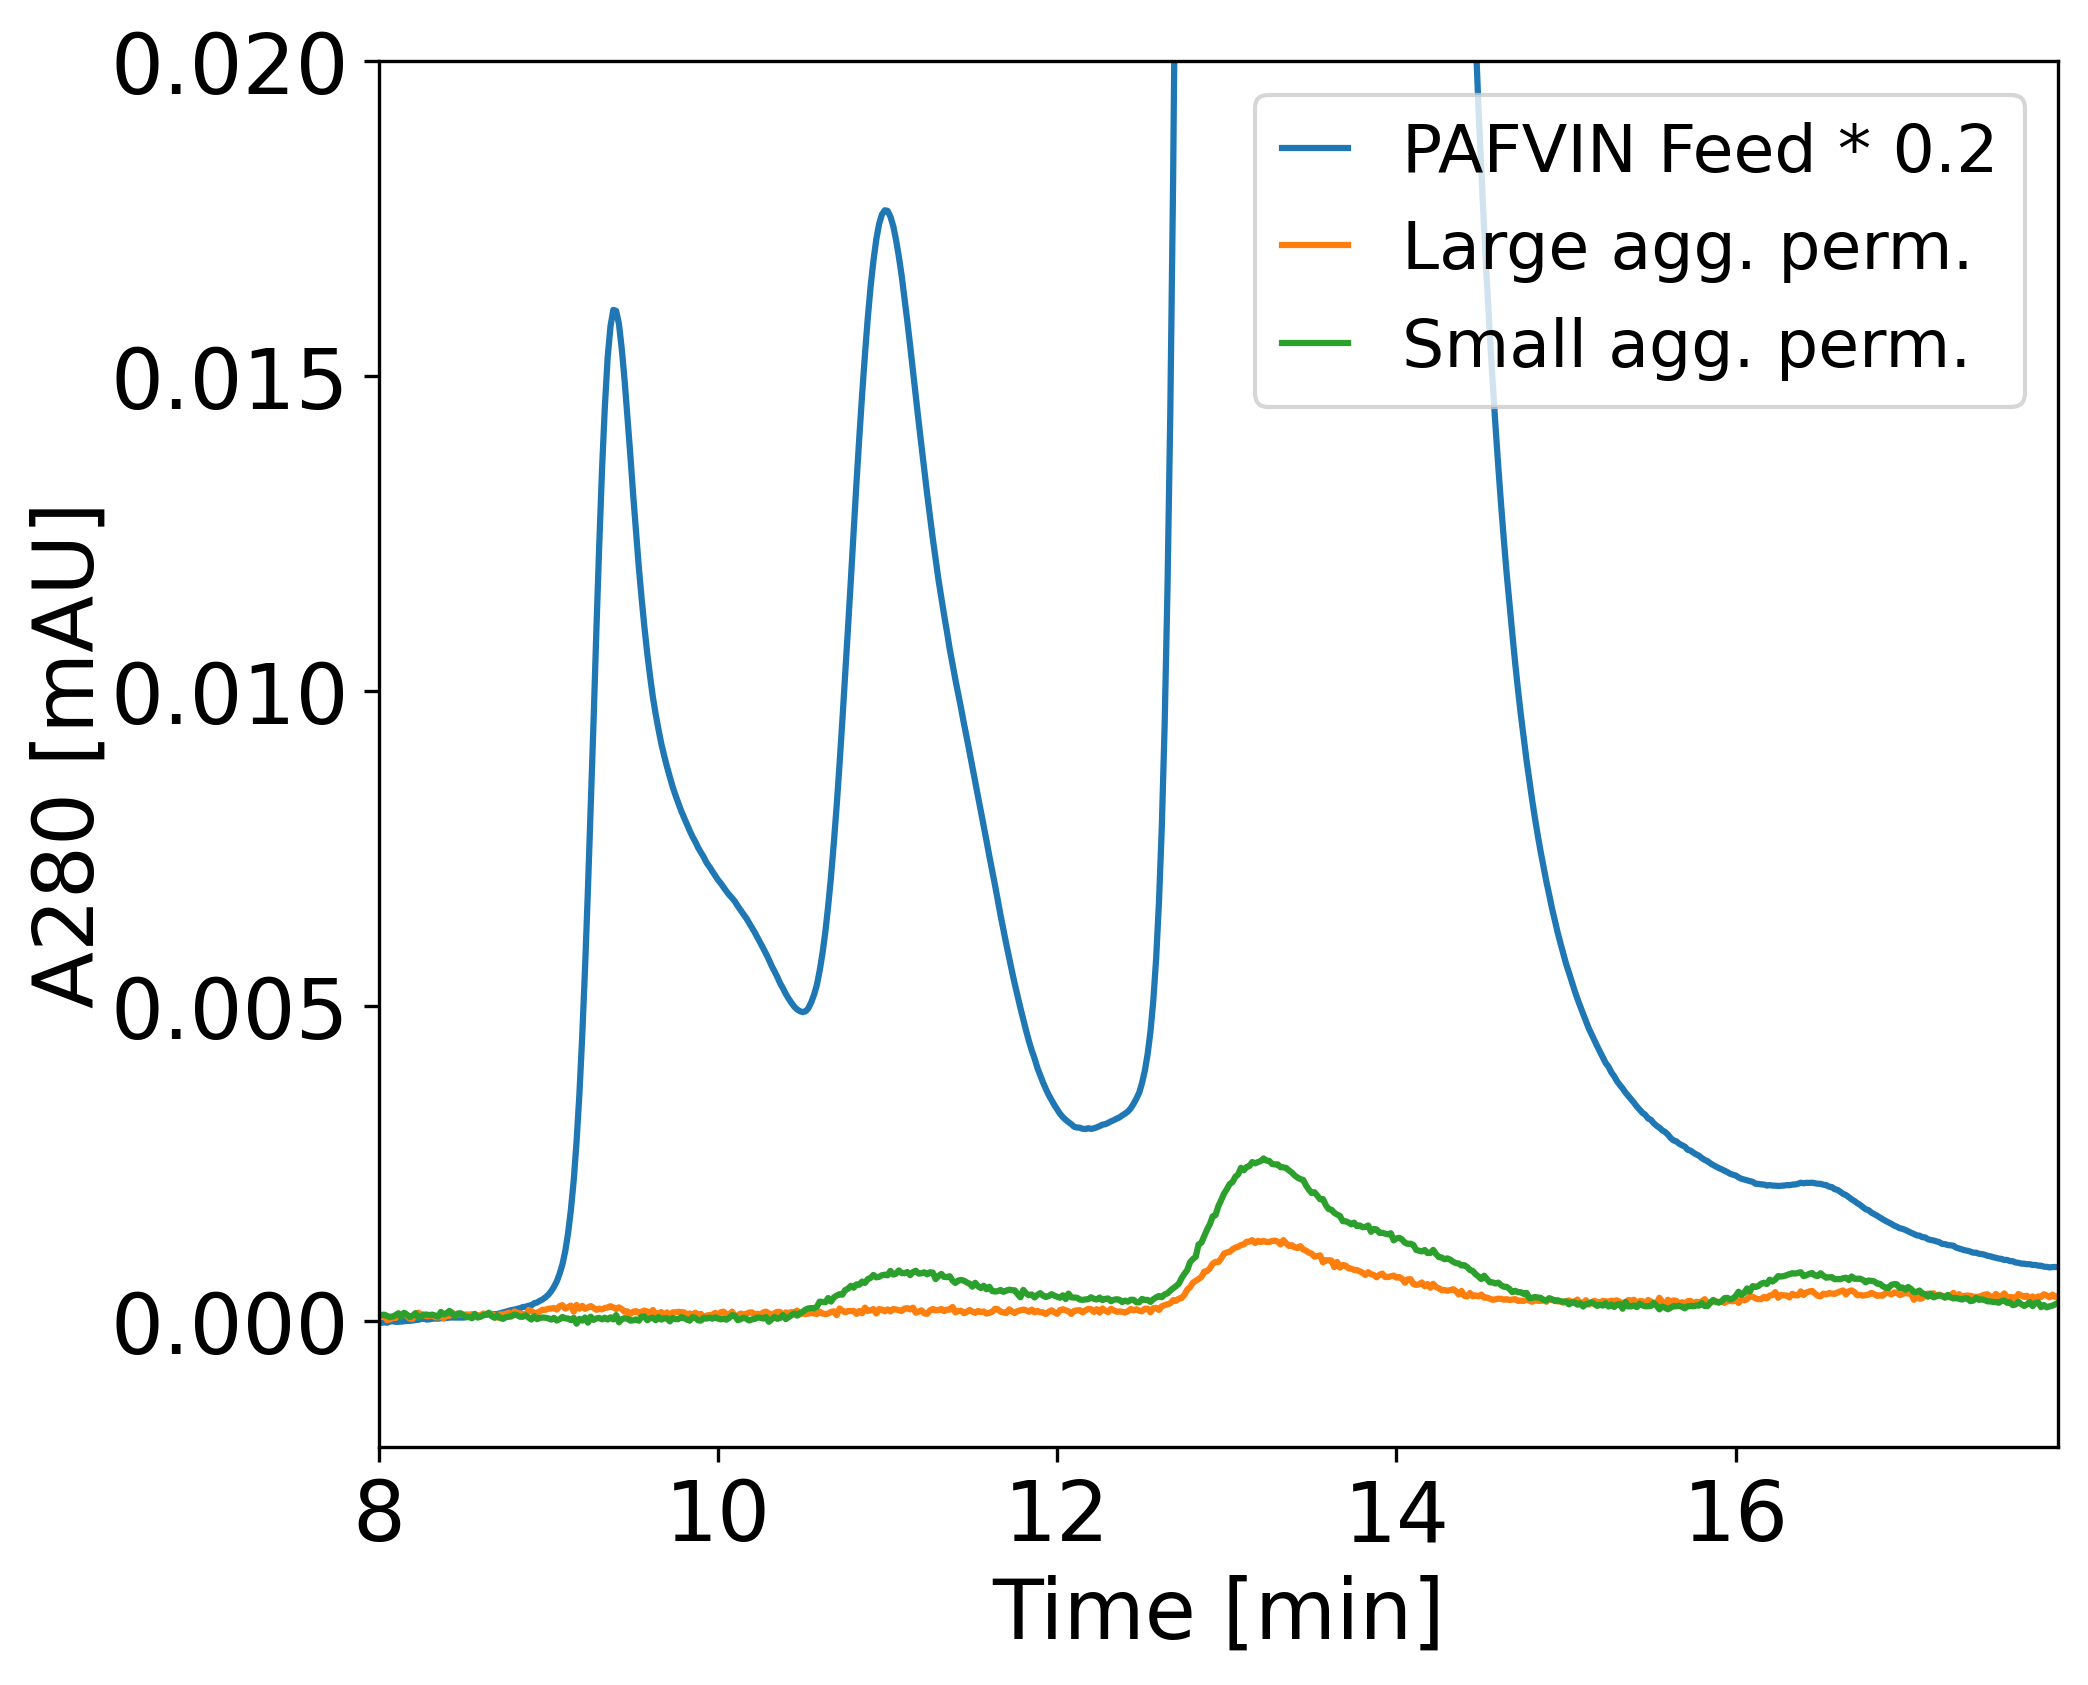 A280 [mAU]
0.020
0.015
0.010
0.005
0.000
PAFVIN Feed * 0.2
Large agg. perm.
Small agg. perm.
8 10 12 14 16
Time [min]